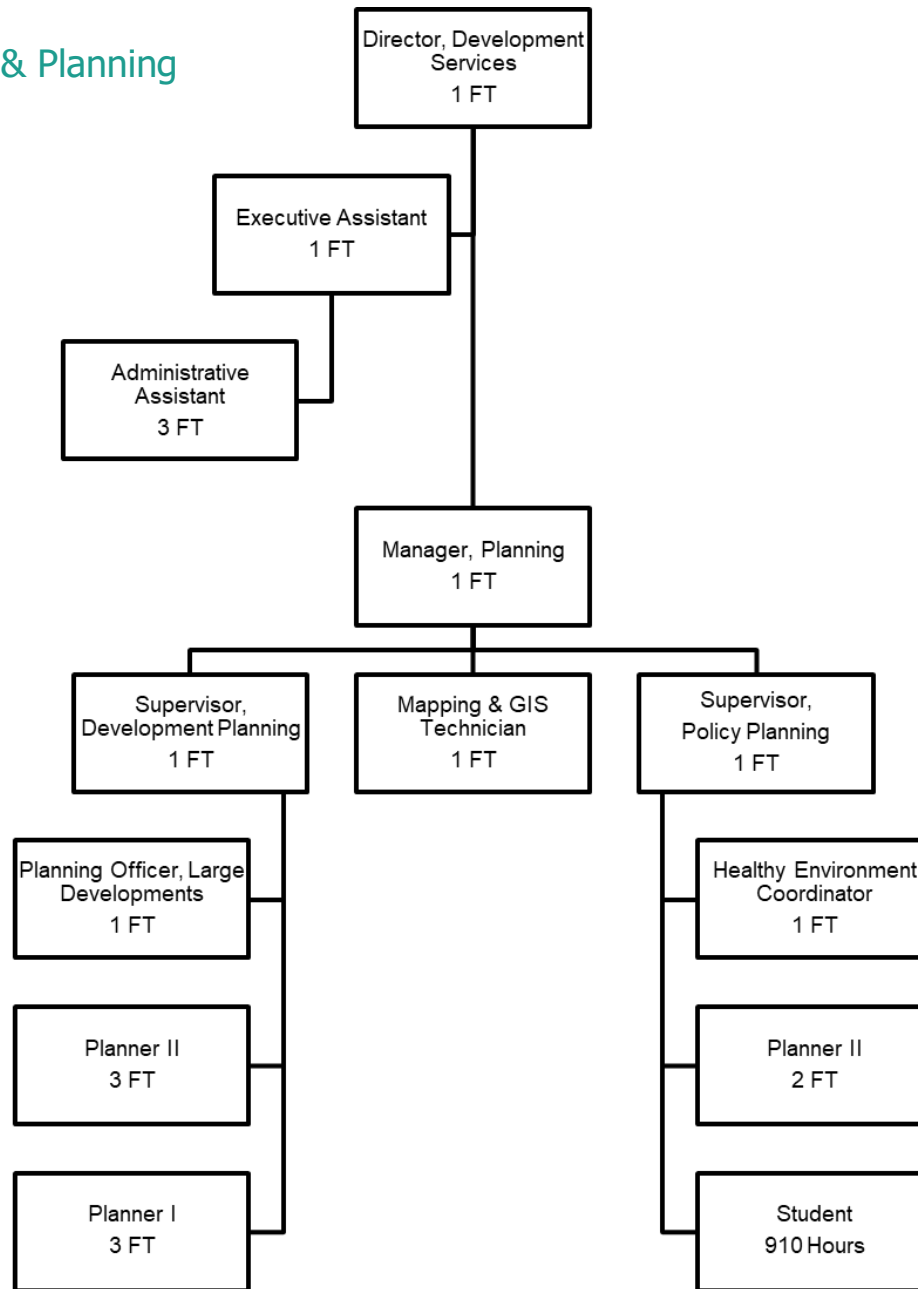 & Planning
Director, Development
Services
1 FT
Executive Assistant
1 FT
Administrative
Assistant
3 FT
Manager, Planning
1 FT
Supervisor,
Development Planning
1 FT
Mapping & GIS
Technician
1 FT
Supervisor,
Policy Planning
1 FT
Planning Officer, Large
Developments
1 FT
Planner II
3 FT
Planner I
3 FT
Healthy Environment
Coordinator
1 FT
Planner II
2 FT
Student
910 Hours